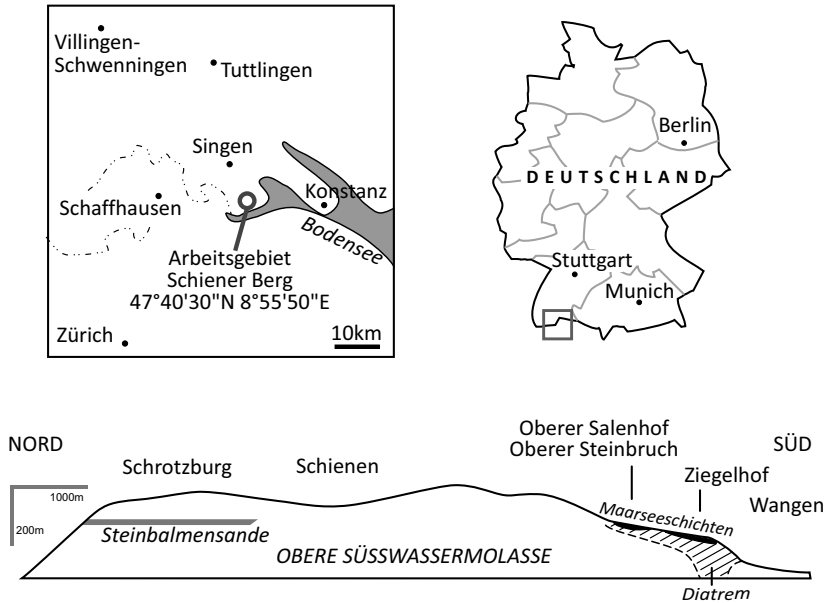 Villingen-
Schwenningen
Tuttlingen
Singen
Schaffhausen
Konstanz
Bodensee
Arbeitsgebiet
Schiener Berg
47°40'30"N 8°55'50"E
Zürich
10km
Berlin
DEUTSCHLAND
Stuttgart
Munich
NORD
Schrotzburg
Schienen
Oberer Salenhof
Oberer Steinbruch
SÜD
Ziegelhof
Wangen
1000m
200m
Steinbalmensande
Maarseeschichten
OBERE SÜSSWASSERMOLASSE
Diatrem